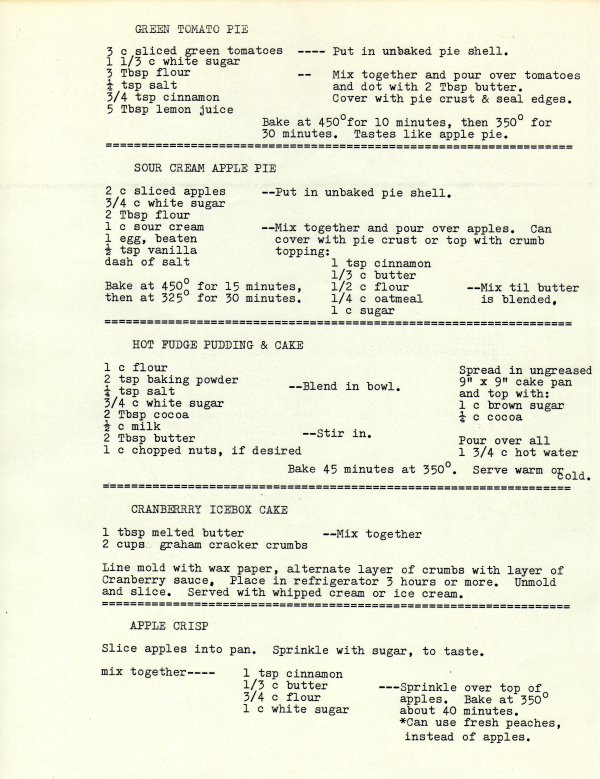 GREEN TOMATO PIE
3 c sliced green tomatoes ---- Put in unbaked pie shell.
1 1/3 c white sugar
3 Tbsp flour -- Mix together and pour over tomatoes
¼ tsp salt and dot with 2 Tbsp butter.
3/4 tsp cinnamon Cover with pie crust & seal edges.
5 Tbsp lemon juice
Bake at 450° for 10 minutes, then 350° for
30 minutes. Tastes like apple pie.
==================================================================
SOUR CREAM APPLE PIE
2 c sliced apples --Put in unbaked pie shell.
3/4 c white sugar
2 Tbsp flour
1 c sour cream --Mix together and pour over apples. Can
1 egg, beaten cover with pie crust or top with crumb
½ tsp vanilla topping:
dash of salt 1 tsp cinnamon
1/3 c butter
Bake at 450° for 15 minutes, 1/2 c flour --Mix til butter
then at 325° for 30 minutes. 1/4 c oatmeal is blended,
1 c sugar
==================================================================
HOT FUDGE PUDDING & CAKE
1 c flour Spread in ungreased
2 tsp baking powder --Blend in bowl. 9" x 9" cake pan
¼ tsp salt and top with:
3/4 c white sugar 1 c brown sugar
2 Tbsp cocoa ¼ c cocoa
½ c milk
2 Tbsp butter --Stir in. Pour over all
1 c chopped nuts, if desired 1 3/4 c hot water
Bake 45 minutes at 350°. Serve warm or
cold.
==================================================================
CRANBERRRY ICEBOX CAKE
1 tbsp melted butter --Mix together
2 cups graham cracker crumbs
Line mold with wax paper, alternate layer of crumbs with layer of
Cranberry sauce, Place in refrigerator 3 hours or more. Unmold
and slice. Served with whipped cream or ice cream.
==================================================================
APPLE CRISP
Slice apples into pan. Sprinkle with sugar, to taste.
mix together---- 1 tsp cinnamon
1/3 c butter ---Sprinkle over top of
3/4 c flour apples. Bake at 350°
1 c white sugar about 40 minutes.
*Can use fresh peaches,
instead of apples.